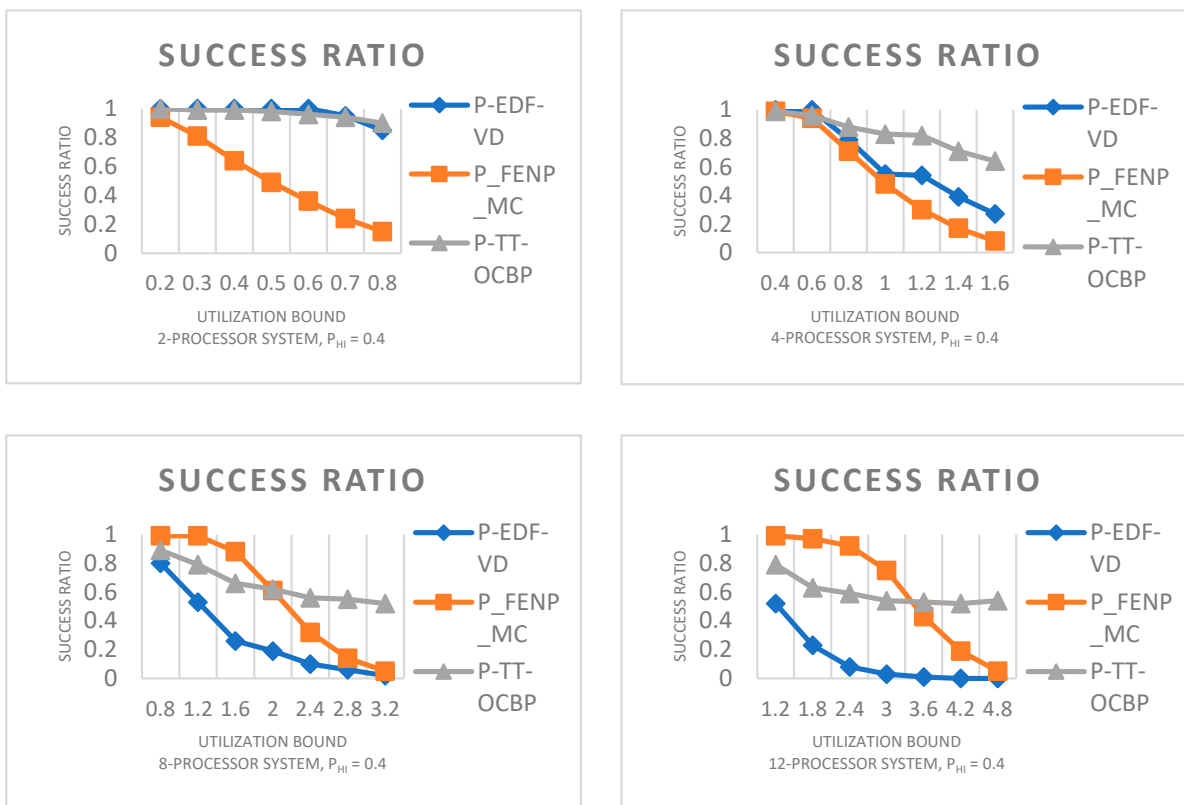 SUCCESS RATIO
SUCCESS RATIO
1
0.8
0.6
0.4
0.2
0
0.2 0.3 0.4 0.5 0.6 0.7 0.8
UTILIZATION BOUND
2-PROCESSOR SYSTEM, PHI = 0.4
P-EDF-
VD
P_FENP
_MC
P-TT-
OCBP
SUCCESS RATIO
SUCCESS RATIO
1
0.8
0.6
0.4
0.2
0
0.4 0.6 0.8 1 1.2 1.4 1.6
UTILIZATION BOUND
4-PROCESSOR SYSTEM, PHI = 0.4
P-EDF-
VD
P_FENP
_MC
P-TT-
OCBP
SUCCESS RATIO
SUCCESS RATIO
1
0.8
0.6
0.4
0.2
0
0.8 1.2 1.6 2 2.4 2.8 3.2
UTILIZATION BOUND
8-PROCESSOR SYSTEM, PHI = 0.4
P-EDF-
VD
P_FENP
_MC
P-TT-
OCBP
SUCCESS RATIO
SUCCESS RATIO
1
0.8
0.6
0.4
0.2
0
1.2 1.8 2.4 3 3.6 4.2 4.8
UTILIZATION BOUND
12-PROCESSOR SYSTEM, PHI = 0.4
P-EDF-
VD
P_FENP
_MC
P-TT-
OCBP